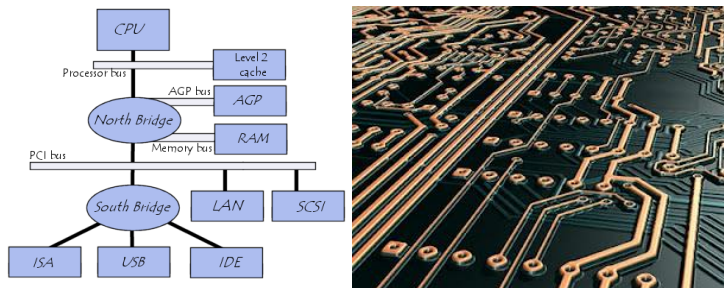 CPU
Level 2
cache
Processor bus
AGP bus
AGP
North Bridge
RAM
Memory bus
PCI bus
South Bridge
LAN
SCSI
ISA
USB
IDE